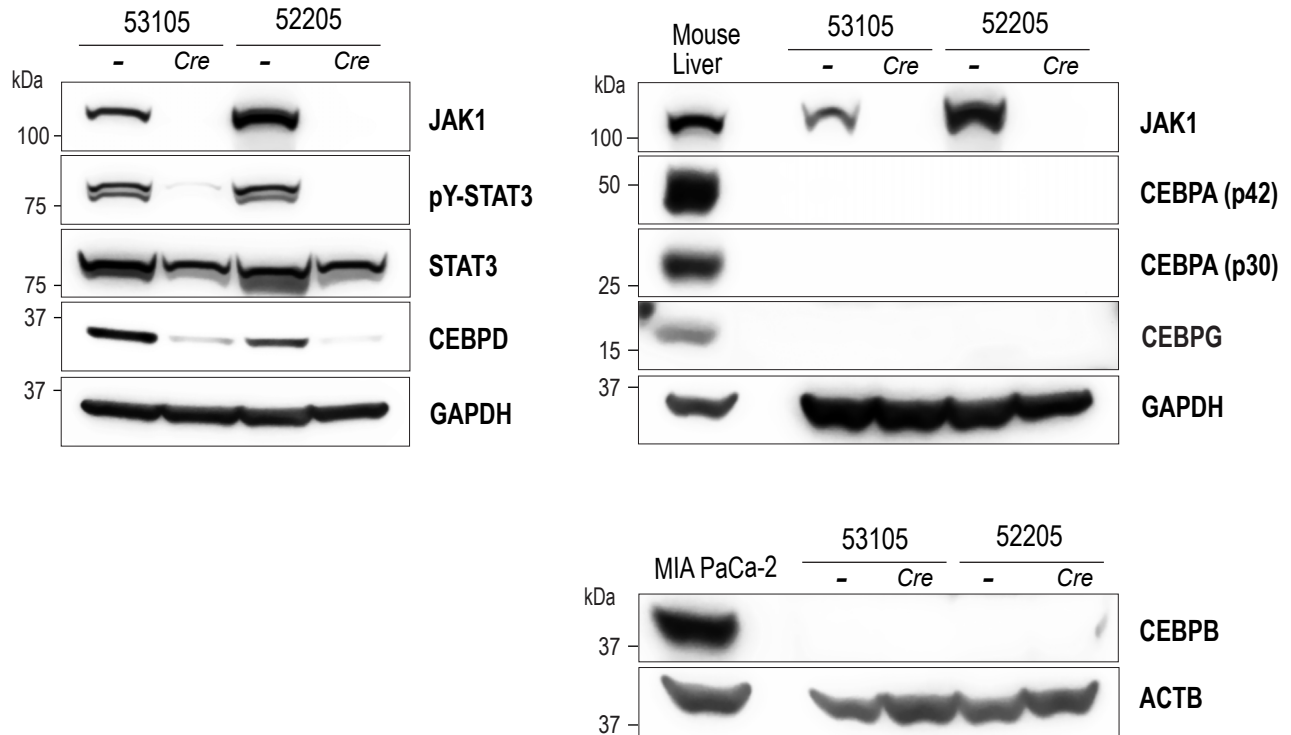 53105 52205
- Cre - Cre
kDa
JAK1
100
pY-STAT3
75
STAT3
75
37
CEBPD
37
GAPDH
Mouse
Liver
53105 52205
- Cre - Cre
kDa
JAK1
100
50
CEBPA (p42)
CEBPA (p30)
25
CEBPG
15
37
GAPDH
MIA PaCa-2
53105 52205
- Cre - Cre
kDa
CEBPB
37
ACTB
37